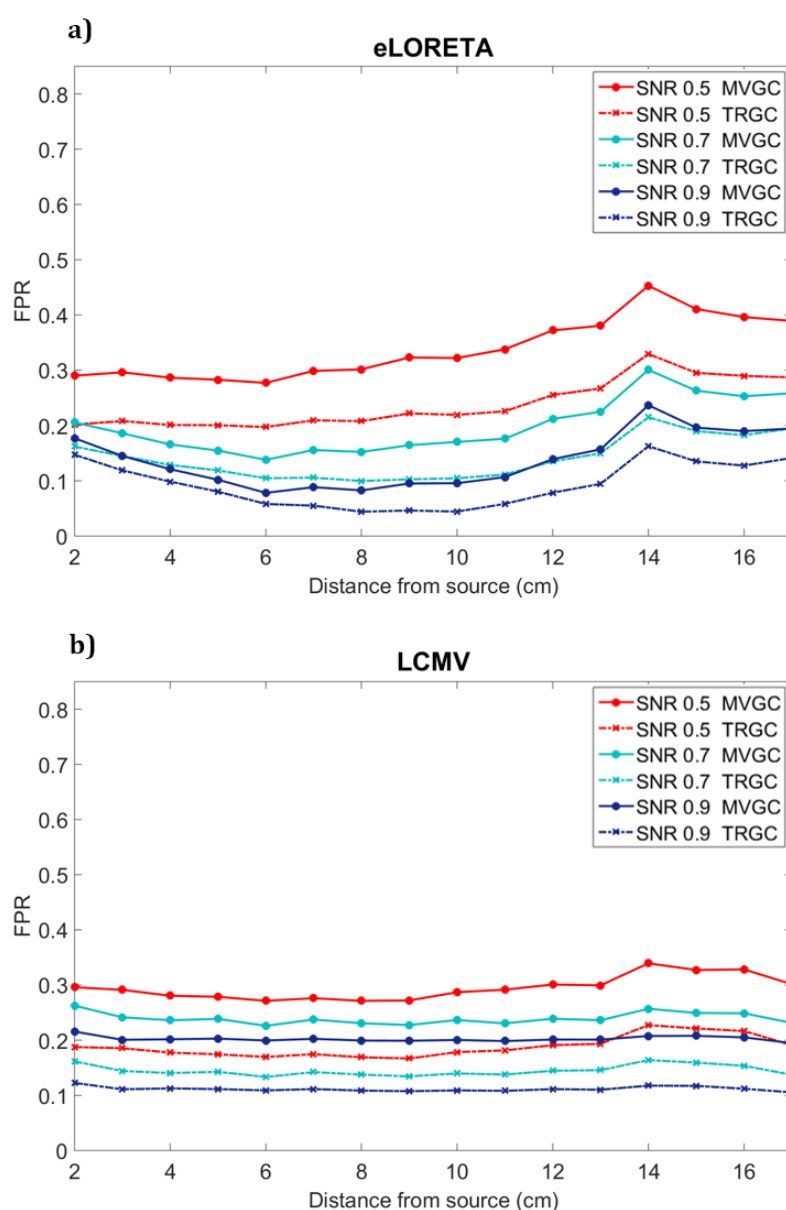 a)
eLORETA
0.8
0.7
0.6
0.5
0.4
0.3
0.2
0.1
0
FPR
SNR 0.5 MVGC
SNR 0.5 TRGC
SNR 0.7 MVGC
SNR 0.7 TRGC
SNR 0.9 MVGC
SNR 0.9 TRGC
2 4 6 8 10 12 14 16
Distance from source (cm)
b)
LCMV
0.8
0.7
0.6
0.5
0.4
0.3
0.2
0.1
0
FPR
SNR 0.5 MVGC
SNR 0.5 TRGC
SNR 0.7 MVGC
SNR 0.7 TRGC
SNR 0.9 MVGC
SNR 0.9 TRGC
2 4 6 8 10 12 14 16
Distance from source (cm)